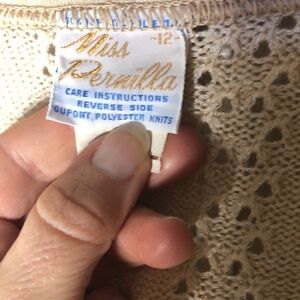 Miss -12-
Pernilla
CARE INSTRUCTIONS
REVERSE SIDE
DUPONT POLYESTER KNITS